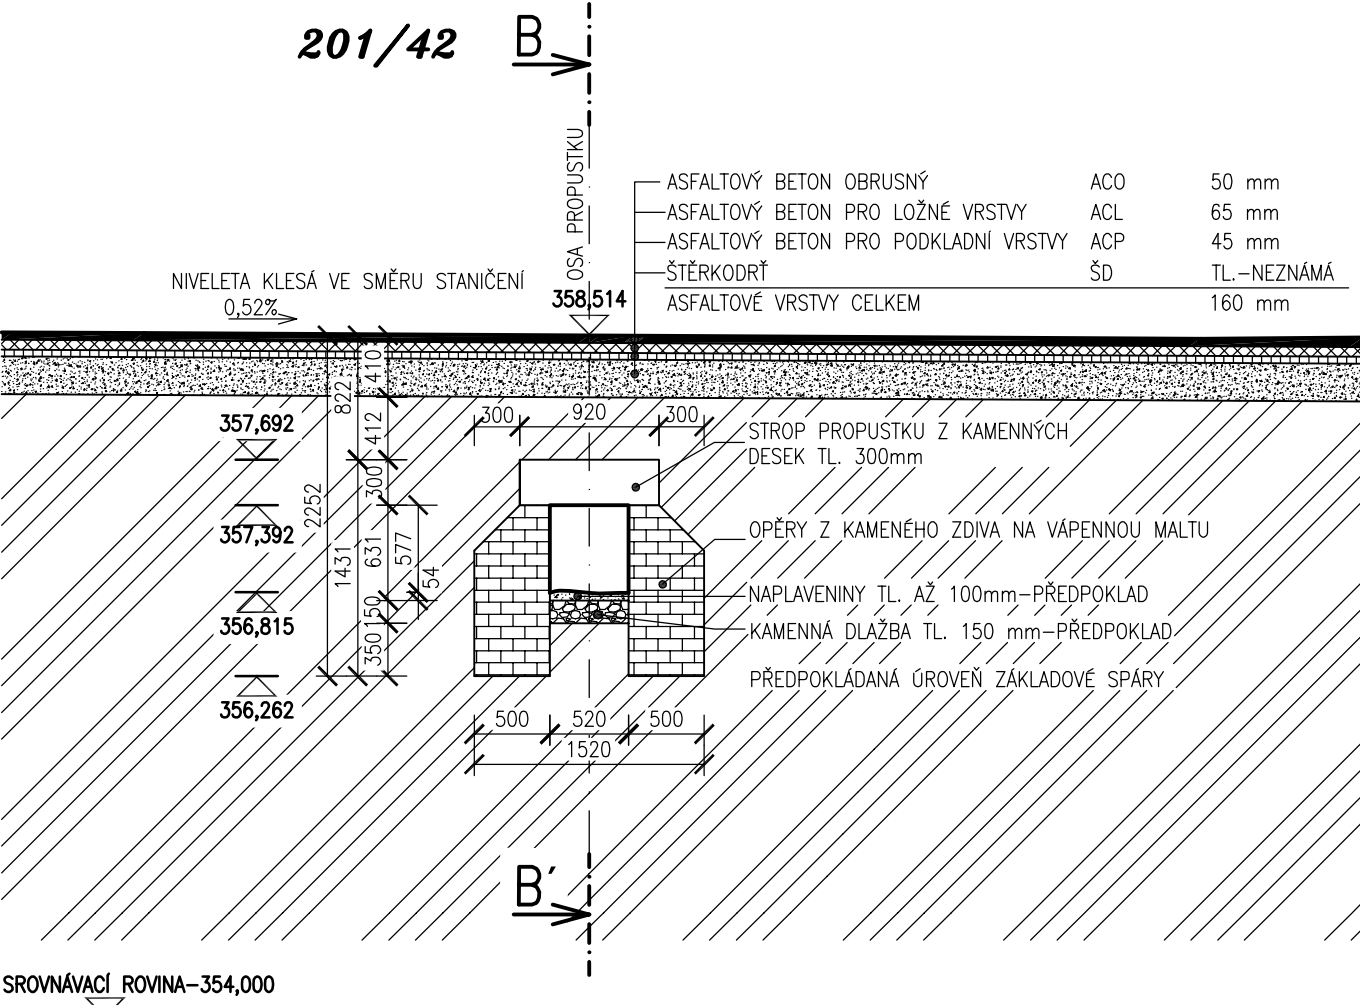 201/42
B
OSA PROPUSTKU
ASFALTOVÝ BETON OBRUSNÝ ACO 50 mm
ASFALTOVÝ BETON PRO LOŽNÉ VRSTVY ACL 65 mm
ASFALTOVÝ BETON PRO PODKLADNÍ VRSTVY ACP 45 mm
ŠTĚRKODRŤ ŠD TL.-NEZNÁMÁ
ASFALTOVÉ VRSTVY CELKEM 160 mm
NIVELETA KLESÁ VE SMĚRU STANIČENÍ
0,52%
358,514
410
822
412
300
2252
1431
631
577
54
150
350
357,692
357,392
356,815
356,262
300 920 300
STROP PROPUSTKU Z KAMENNÝCH
DESEK TL. 300mm
OPĚRY Z KAMENÉHO ZDIVA NA VÁPENNOU MALTU
NAPLAVENINY TL. AŽ 100mm-PŘEDPOKLAD
KAMENNÁ DLAŽBA TL. 150 mm-PŘEDPOKLAD
PŘEDPOKLÁDANÁ ÚROVEŇ ZÁKLADOVÉ SPÁRY
500 520 500
1520
B´
SROVNÁVACÍ ROVINA-354,000